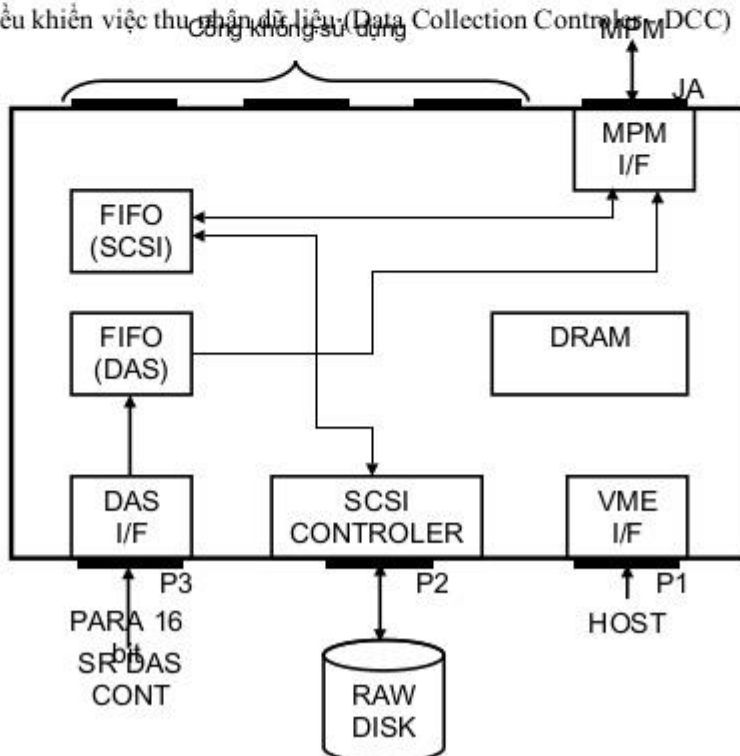 ều khiển việc thu nhận dữ liệu (Data Collection Controler - DCC)
Cổng không sử dụng
MPM
JA
MPM
I/F
FIFO
(SCSI)
FIFO
(DAS)
DRAM
DAS
I/F
SCSI
CONTROLER
VME
I/F
P3
P2
P1
PARA 16
bit
SR DAS
CONT
HOST
RAW
DISK